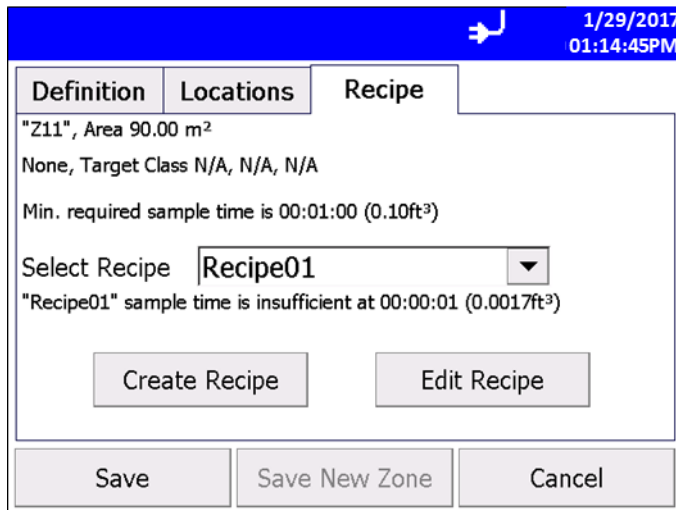 1/29/2017
01:14:45PM
Definition Locations Recipe
"Z11", Area 90.00 m²
None, Target Class N/A, N/A, N/A
Min. required sample time is 00:01:00 (0.10ft³)
Select Recipe Recipe01
"Recipe01" sample time is insufficient at 00:00:01 (0.0017ft³)
Create Recipe Edit Recipe
Save Save New Zone Cancel